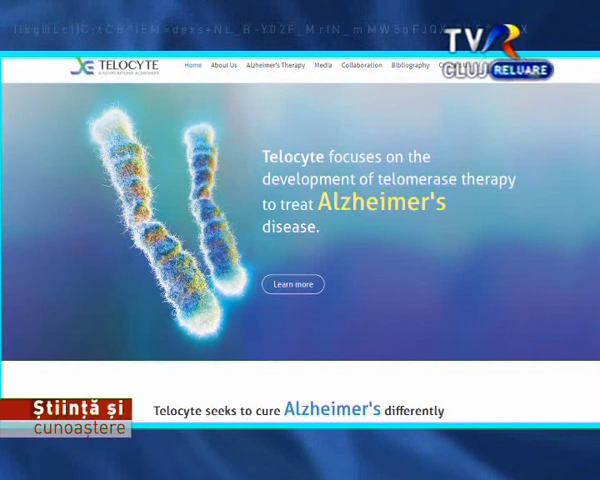 TVR
CLUJ RELUARE
TELOCYTE
Home About Us Alzheimer's Therapy Media Collaboration Bibliography
Telocyte focuses on the
development of telomerase therapy
to treat Alzheimer's
disease.
Learn more
Știință și
cunoaștere
Telocyte seeks to cure Alzheimer's differently